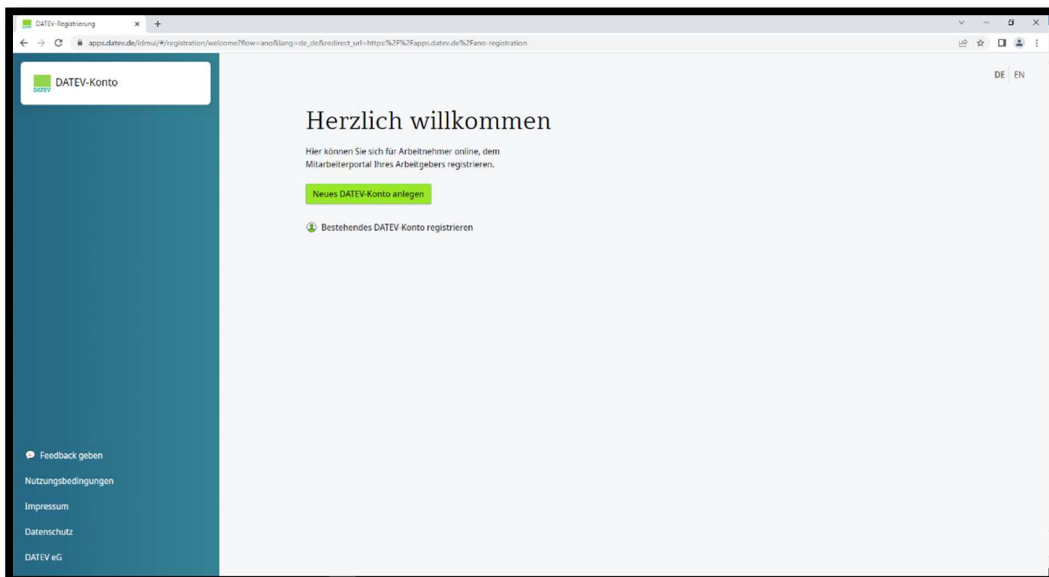 DATEV-Registrierung
apps.datev.de/idmui/#/registration/welcome?flow=ano&lang=de_de&redirect_url=https:%2F%2Fapps.datev.de%2Fano-registration
DATEV
DATEV-Konto
DE EN
Herzlich willkommen
Hier können Sie sich für Arbeitnehmer online, dem
Mitarbeiterportal Ihres Arbeitgebers registrieren.
Neues DATEV-Konto anlegen
Bestehendes DATEV-Konto registrieren
Feedback geben
Nutzungsbedingungen
Impressum
Datenschutz
DATEV eG